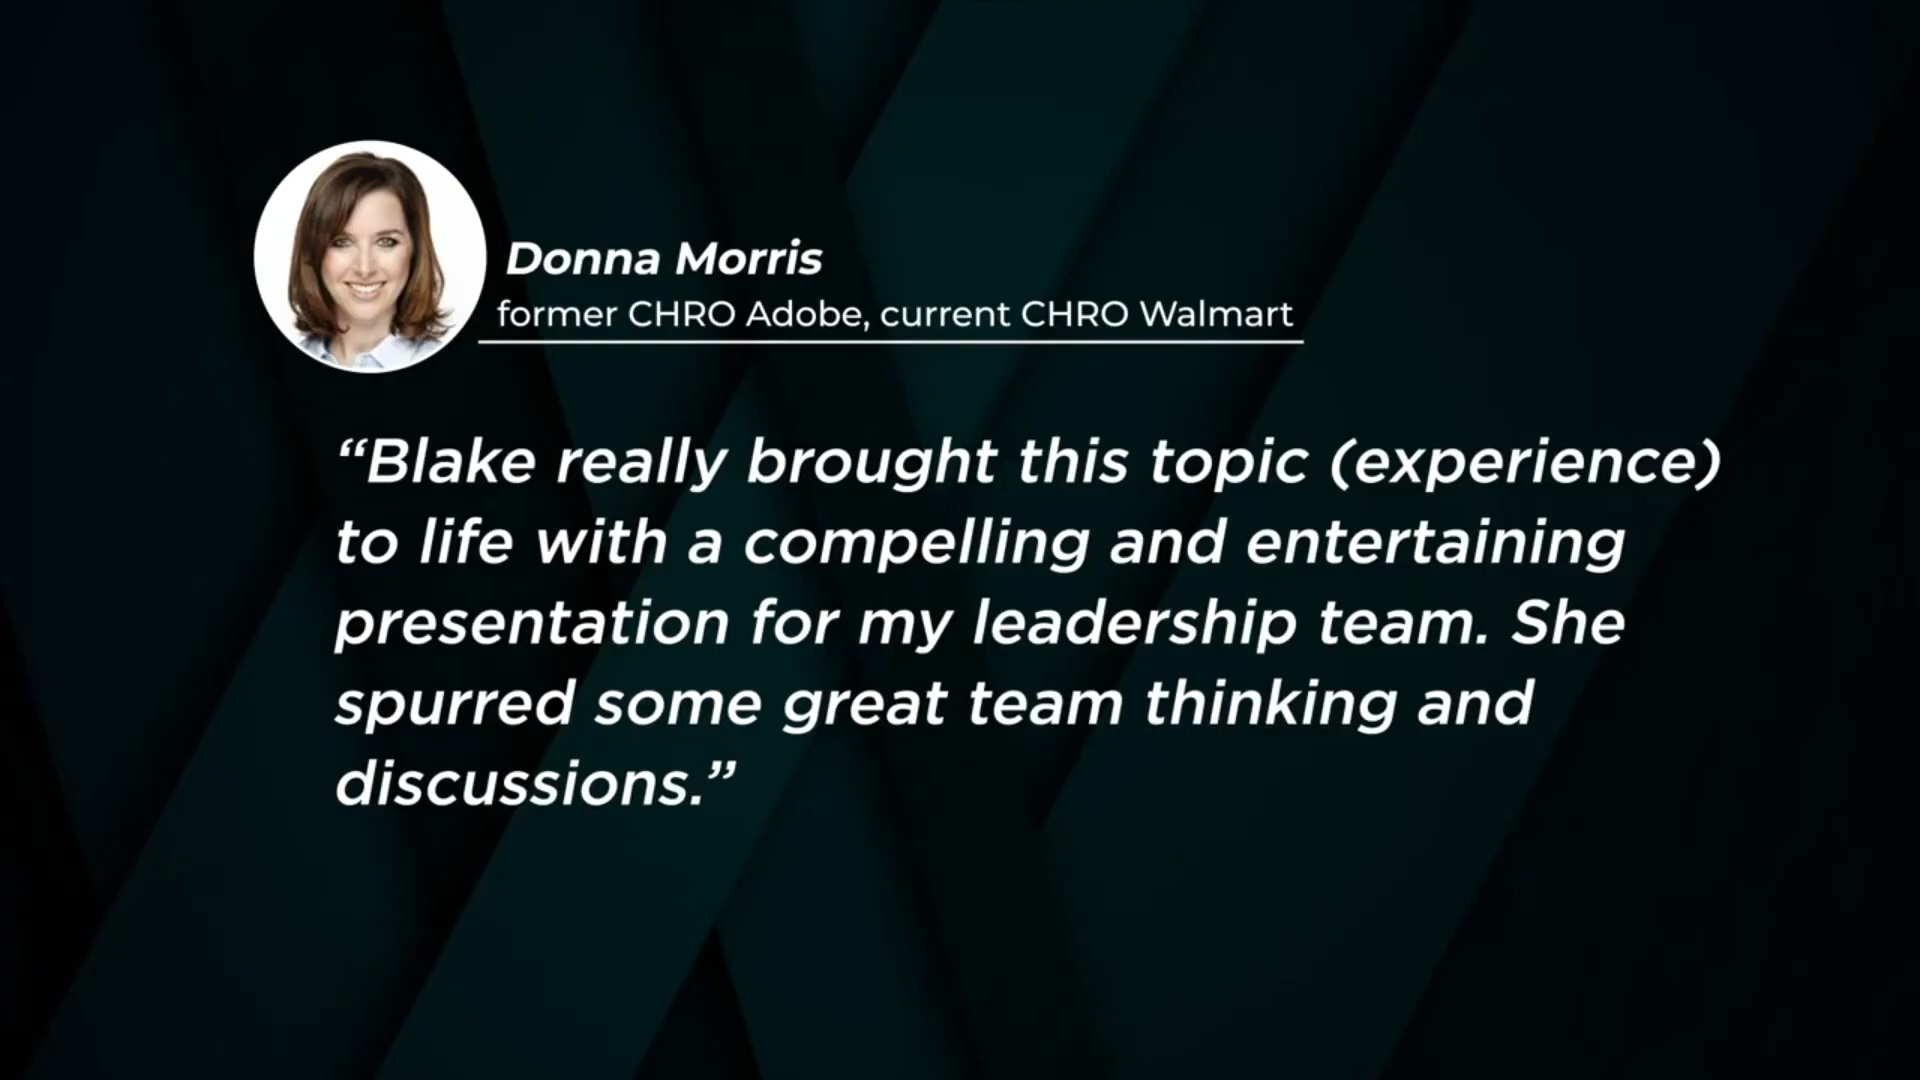 Donna Morris
former CHRO Adobe, current CHRO Walmart
“Blake really brought this topic (experience)
to life with a compelling and entertaining
presentation for my leadership team. She
spurred some great team thinking and
discussions.”